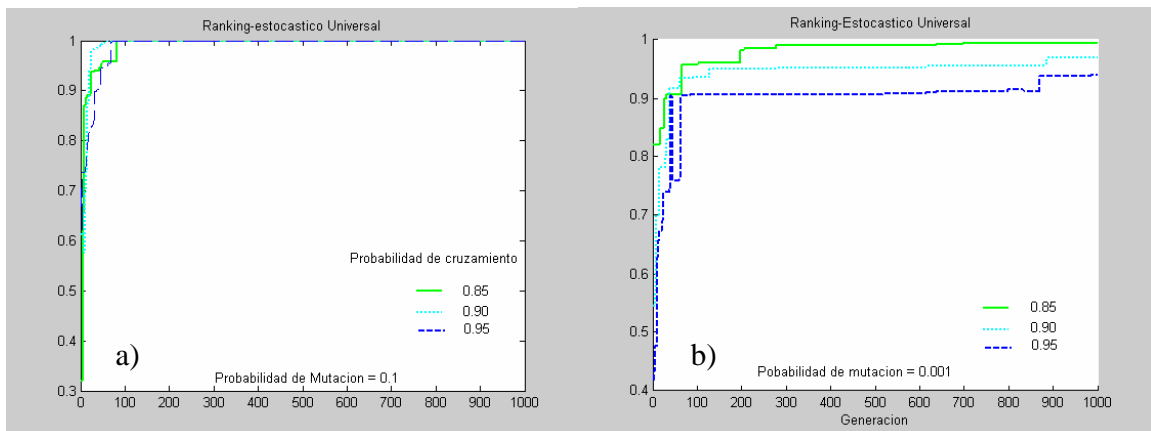 Ranking-estocastico Universal
1
0.9
0.8
0.7
0.6
0.5
0.4
0.3
Probabilidad de cruzamiento
0.85
0.90
0.95
a)
Probabilidad de Mutacion = 0.1
0 100 200 300 400 500 600 700 800 900 1000
Ranking-Estocastico Universal
1
0.9
0.8
0.7
0.6
0.5
0.4
0.85
0.90
0.95
b)
Pobabilidad de mutacion = 0.001
0 100 200 300 400 500 600 700 800 900 1000
Generacion